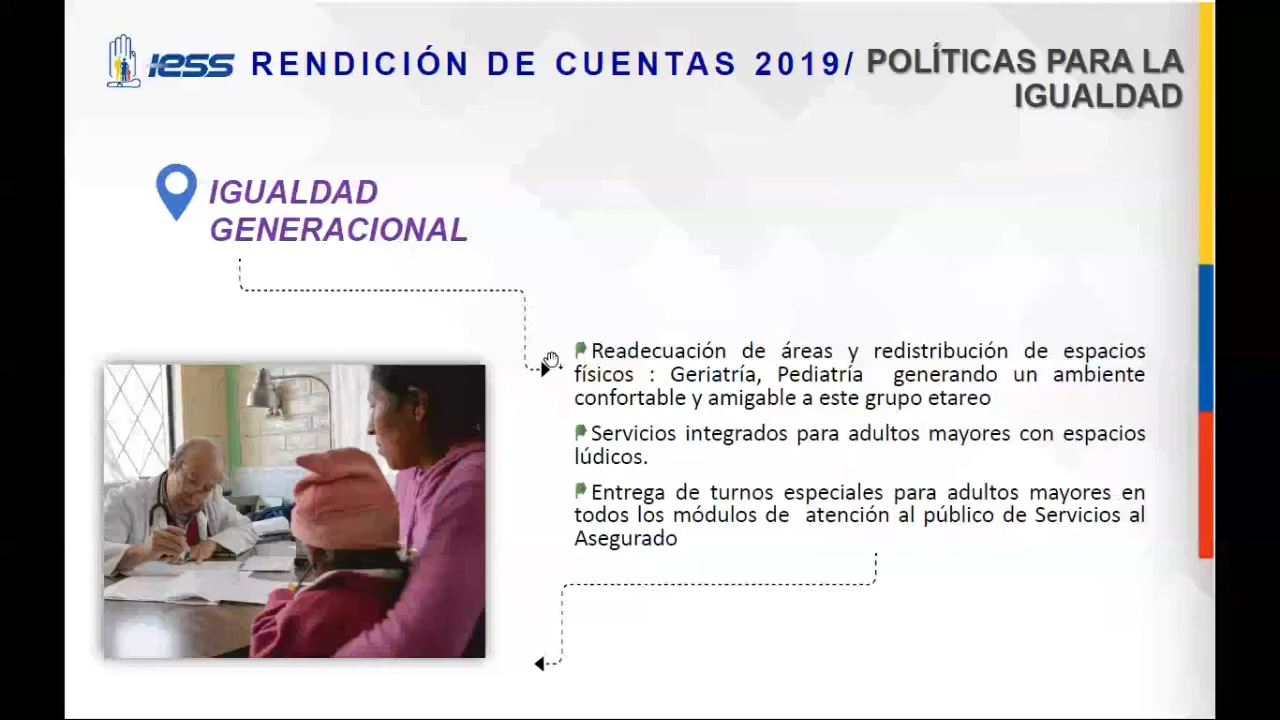 IESS RENDICIÓN DE CUENTAS 2019/ POLÍTICAS PARA LA
IGUALDAD
IGUALDAD
GENERACIONAL
Readecuación de áreas y redistribución de espacios
físicos : Geriatría, Pediatría generando un ambiente
confortable y amigable a este grupo etareo
Servicios integrados para adultos mayores con espacios
lúdicos.
Entrega de turnos especiales para adultos mayores en
todos los módulos de atención al público de Servicios al
Asegurado